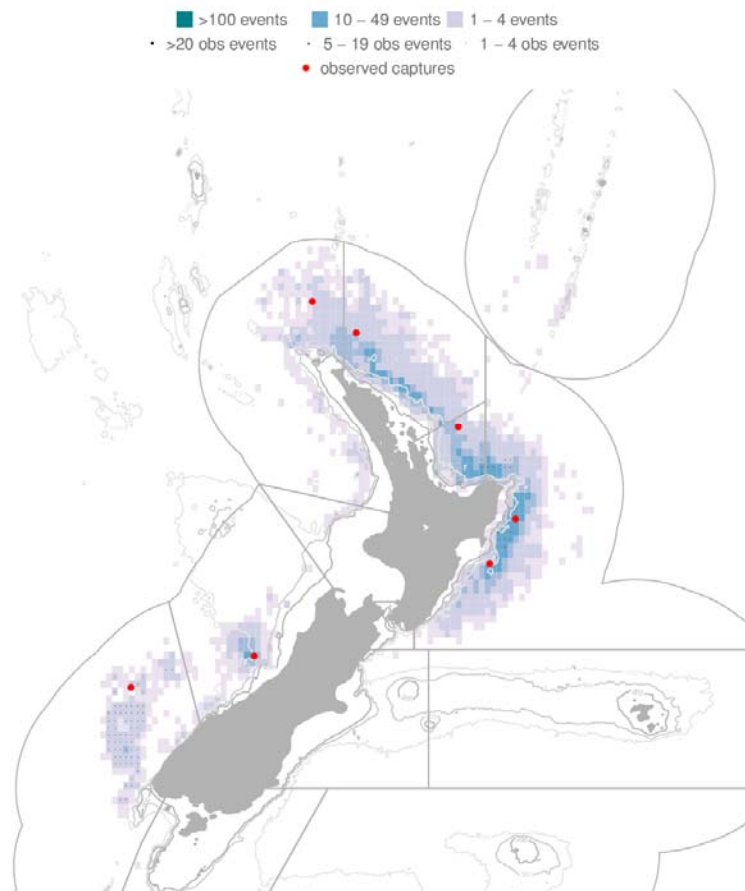 >100 events 10 – 49 events 1 – 4 events
>20 obs events 5 – 19 obs events 1 – 4 obs events
observed captures